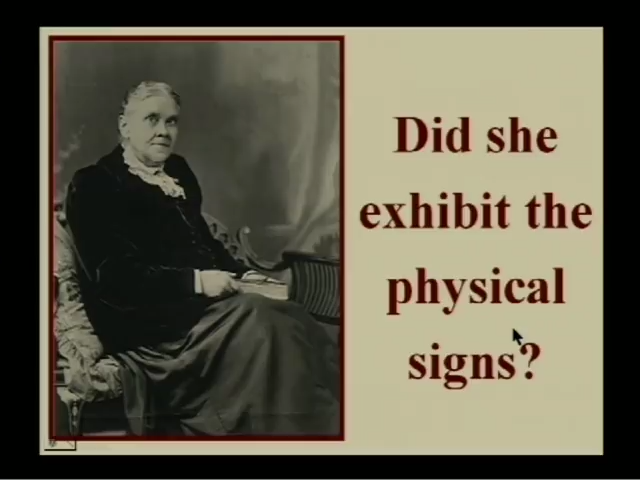 Did she
exhibit the
physical
signs?